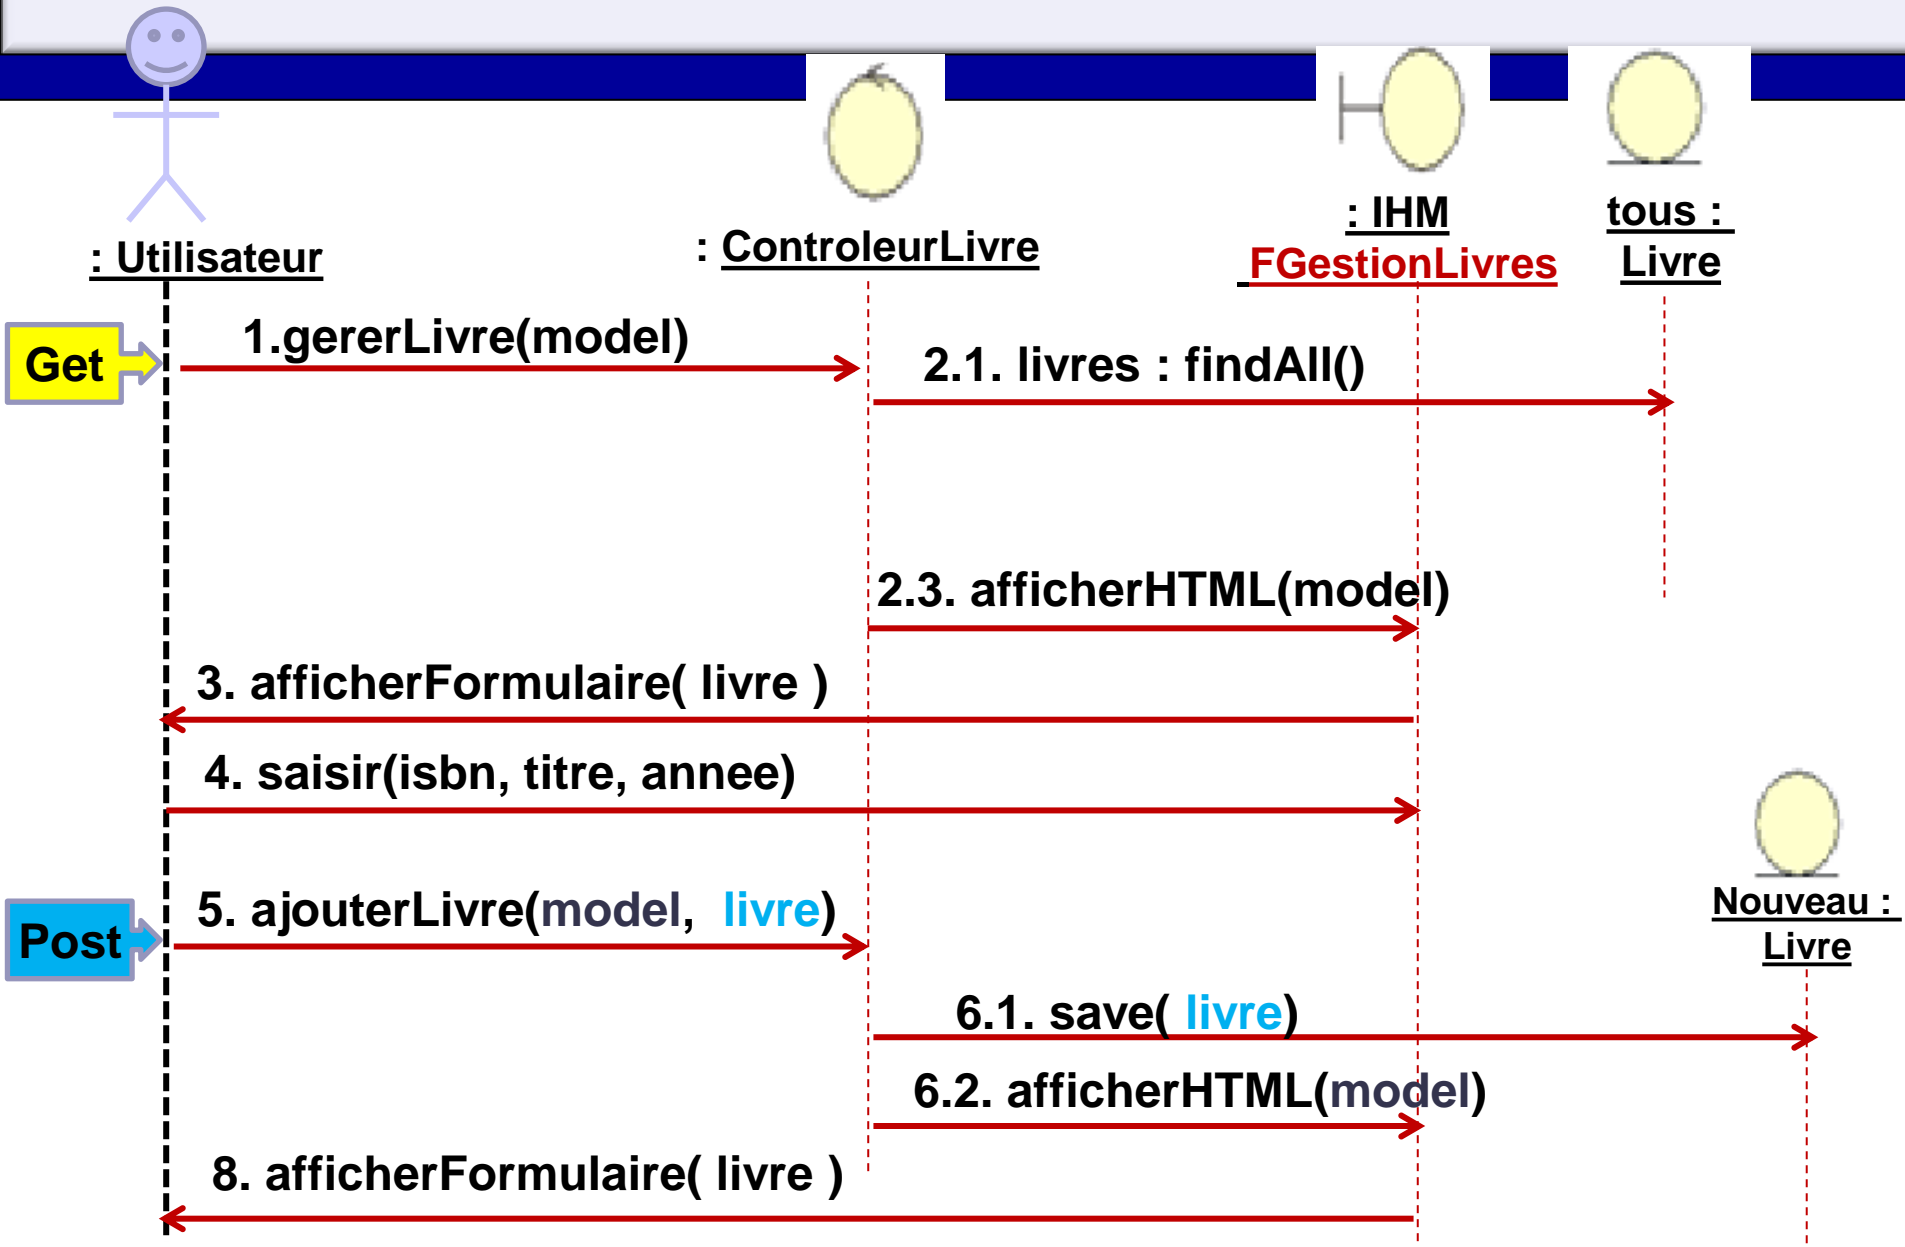 : Utilisateur
: ControleurLivre
: IHM
FGestionLivres
tous :
Livre
Get
1.gererLivre(model)
2.1. livres : findAll()
2.3. afficherHTML(model)
3. afficherFormulaire( livre )
4. saisir(isbn, titre, annee)
Post
5. ajouterLivre(model, livre)
Nouveau :
Livre
6.1. save( livre)
6.2. afficherHTML(model)
8. afficherFormulaire( livre )